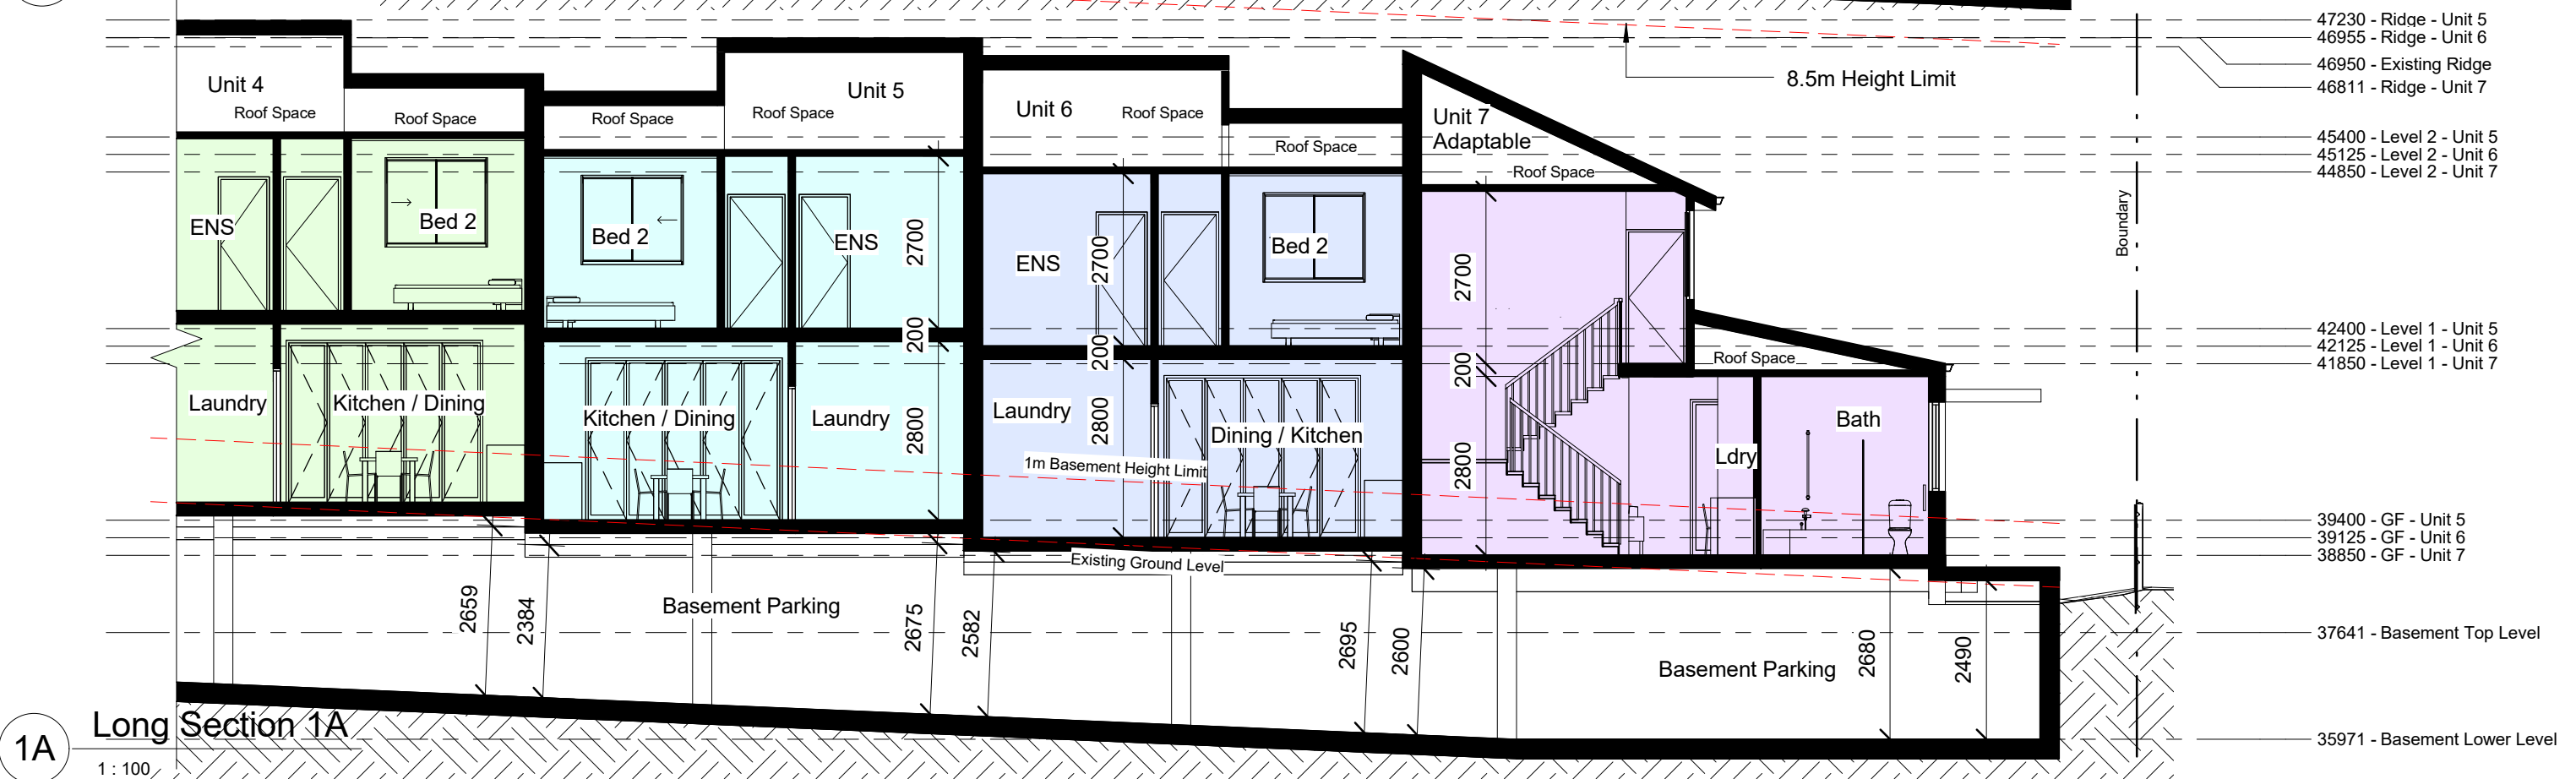 47230 - Ridge - Unit 5
46955 - Ridge - Unit 6
46950 - Existing Ridge
46811 - Ridge - Unit 7
8.5m Height Limit
Unit 4
Roof Space
Roof Space
Roof Space
Roof Space
Unit 5
Unit 6
Roof Space
Roof Space
Unit 7
Adaptable
Roof Space
45400 - Level 2 - Unit 5
45125 - Level 2 - Unit 6
44850 - Level 2 - Unit 7
Boundary
ENS
Bed 2
Bed 2
ENS
2700
ENS
2700
Bed 2
2700
42400 - Level 1 - Unit 5
42125 - Level 1 - Unit 6
41850 - Level 1 - Unit 7
200
200
200
Roof Space
Laundry
Kitchen / Dining
Kitchen / Dining
Laundry
2800
Laundry
2800
Dining / Kitchen
2800
Ldry
Bath
1m Basement Height Limit
39400 - GF - Unit 5
39125 - GF - Unit 6
38850 - GF - Unit 7
Existing Ground Level
2659
2384
Basement Parking
2675
2582
2695
2600
Basement Parking
2680
2490
37641 - Basement Top Level
35971 - Basement Lower Level
1A
Long Section 1A
1 : 100